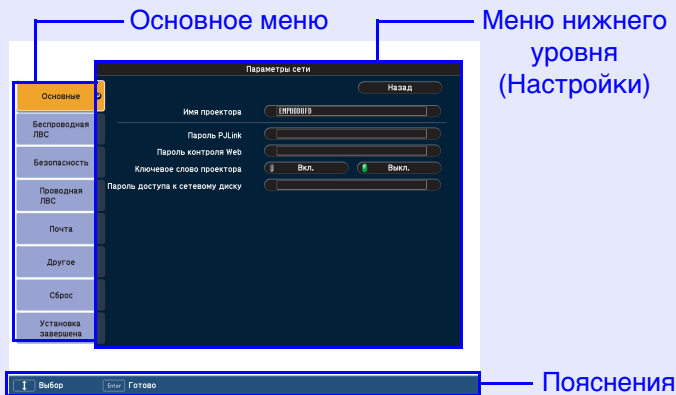 Основное меню
Меню нижнего
уровня
(Настройки)
Параметры сети
Назад
Основные
Беспроводная
ЛВС
Безопасность
Проводная
ЛВС
Почта
Другое
Сброс
Установка
завершена
Имя проектора
EMP00D8FD
Пароль PJLink
Пароль контроля Web
Ключевое слово проектора Вкл. Выкл.
Пароль доступа к сетевому диску
Выбор Enter Готово
Пояснения